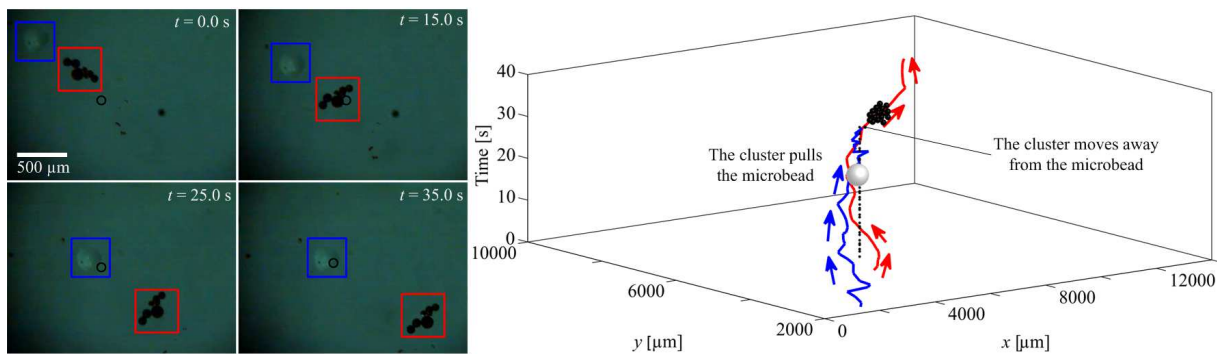 t = 0.0 s
t = 15.0 s
500 μm
t = 25.0 s
t = 35.0 s
Time [s]
40
30
20
10
0
10000
6000
2000
y [μm]
0
4000
8000
12000
x [μm]
The cluster pulls
the microbead
The cluster moves away
from the microbead